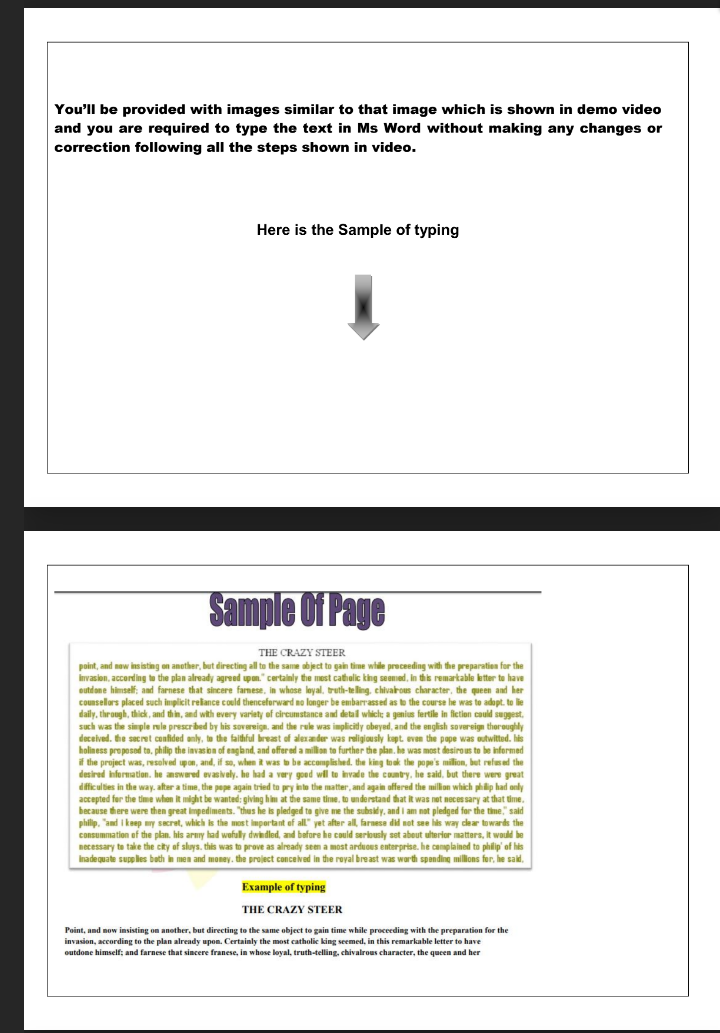 You'll be provided with images similar to that image which is shown in demo video
and you are required to type the text in Ms Word without making any changes or
correction following all the steps shown in video.
Here is the Sample of typing
Sample Of Page
THE CRAZY STEER
point, and now insisting on another, but directing all to the same object to gain time while proceeding with the preparation for the
invasion, according to the plan already agreed upon." certainly the most catholic king seemed, in this remarkable letter to have
outdone himself; and farnese that sincere farnese, in whose loyal, truth-telling, chivalrous character, the queen and her
counsellors placed such implicit reliance could thenceforward no longer be embarrassed as to the course he was to adopt. to lie
daily, through, thick, and thin, and with every variety of circumstance and detail which; a genius fertile in fiction could suggest,
such was the simple rule prescribed by his sovereign. and the rule was implicitly obeyed, and the english sovereign thoroughly
deceived. the secret confided only, to the faithful breast of alexander was religiously kept. even the pope was outwitted. his
holiness proposed to, philip the invasion of england, and offered a million to further the plan. he was most desirous to be informed
if the project was, resolved upon, and, if so, when it was to be accomplished. the king took the pope's million, but refused the
desired information. he answered evasively. he had a very good will to invade the country, he said, but there were great
difficulties in the way. after a time, the pope again tried to pry into the matter, and again offered the million which philip had only
accepted for the time when it might be wanted; giving him at the same time, to understand that it was not necessary at that time,
because there were then great impediments. "thus he is pledged to give me the subsidy, and i am not pledged for the time," said
philip, "and i keep my secret, which is the most important of all." yet after all, farnese did not see his way clear towards the
consummation of the plan. his army had wofully dwindled, and before he could seriously set about ulterior matters, it would be
necessary to take the city of sluys. this was to prove as already seen a most arduous enterprise. he complained to philip' of his
inadequate supplies both in men and money. the project conceived in the royal breast was worth spending millions for, he said,
Example of typing
THE CRAZY STEER
Point, and now insisting on another, but directing to the same object to gain time while proceeding with the preparation for the
invasion, according to the plan already upon. Certainly the most catholic king seemed, in this remarkable letter to have
outdone himself; and farnese that sincere franese, in whose loyal, truth-telling, chivalrous character, the queen and her